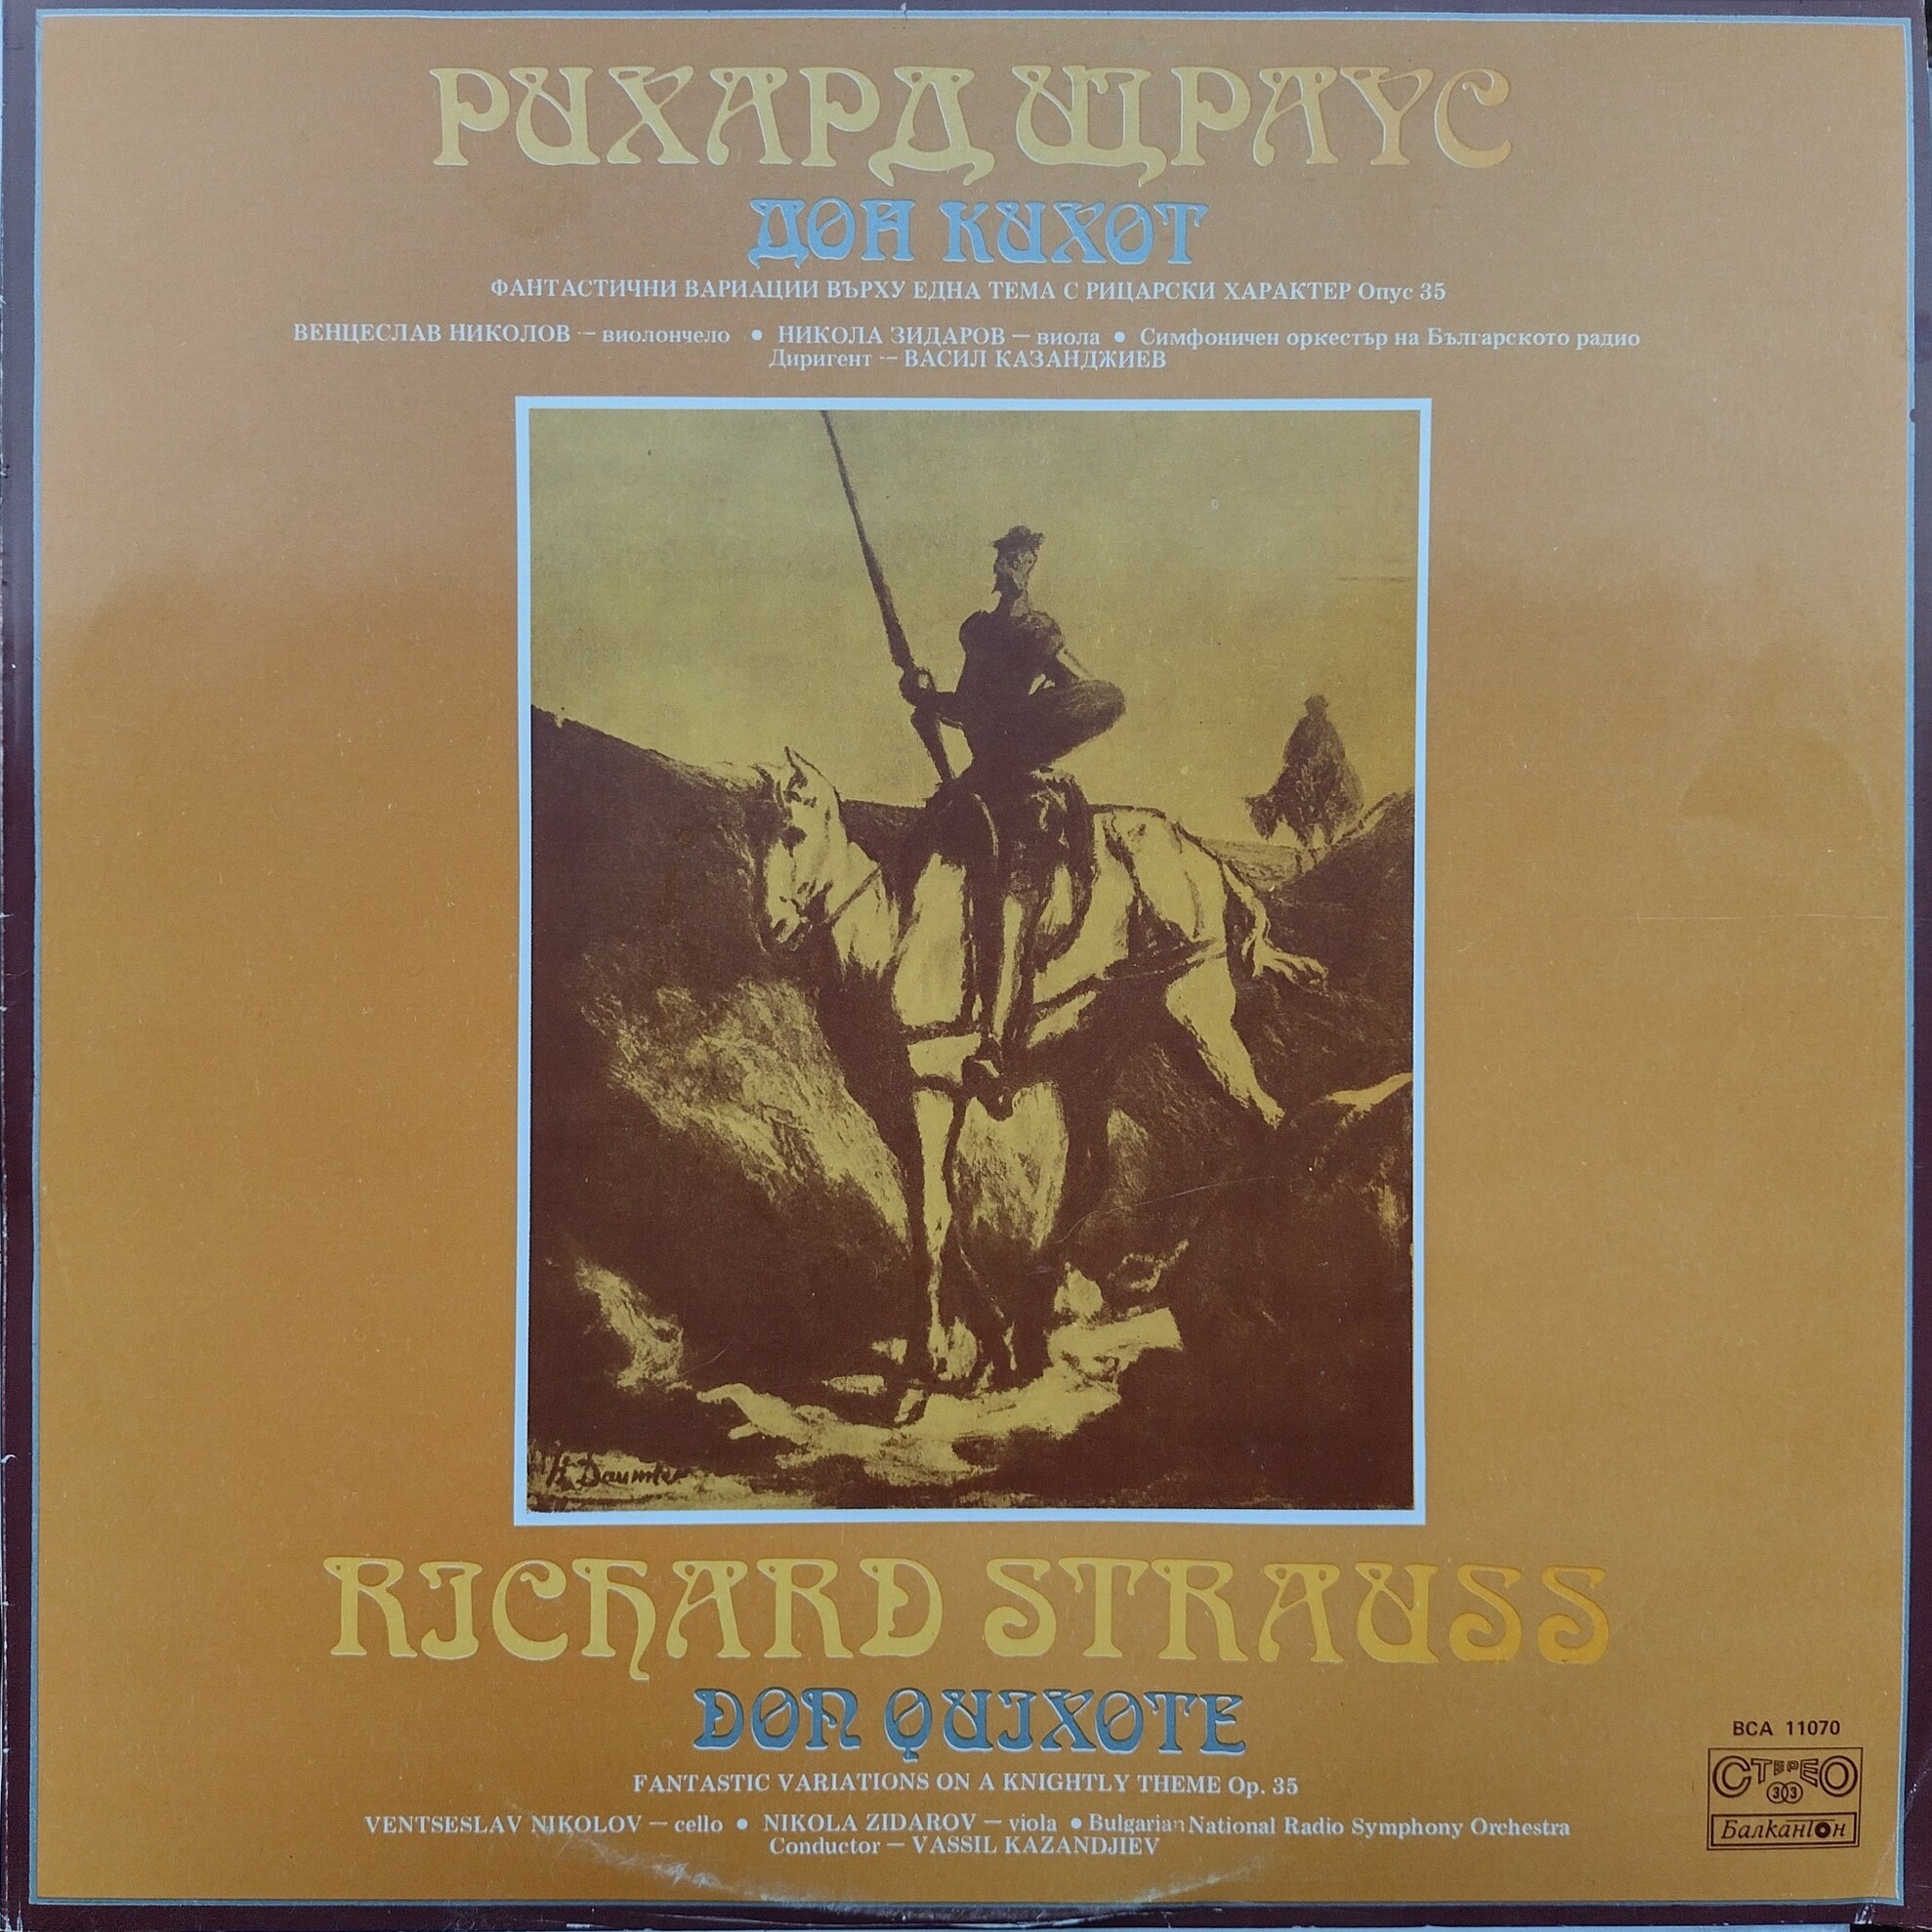 РИХАРД ЩРАУС
ДОН КИХОТ
ФАНТАСТИЧНИ ВАРИАЦИИ ВЪРХУ ЕДНА ТЕМА С РИЦАРСКИ ХАРАКТЕР Опус 35
ВЕНЦЕСЛАВ НИКОЛОВ — виолончело • НИКОЛА ЗИДАРОВ — виола • Симфоничен оркестър на Българското радио
Диригент — ВАСИЛ КАЗАНДЖИЕВ
h. Daumier
RICHARD STRAUSS
DON QUIXOTE
FANTASTIC VARIATIONS ON A KNIGHTLY THEME Op. 35
VENTSESLAV NIKOLOV — cello • NIKOLA ZIDAROV — viola • Bulgarian National Radio Symphony Orchestra
Conductor — VASSIL KAZANDJIEV
ВСА 11070
СТЕРЕО
33
Балкантон